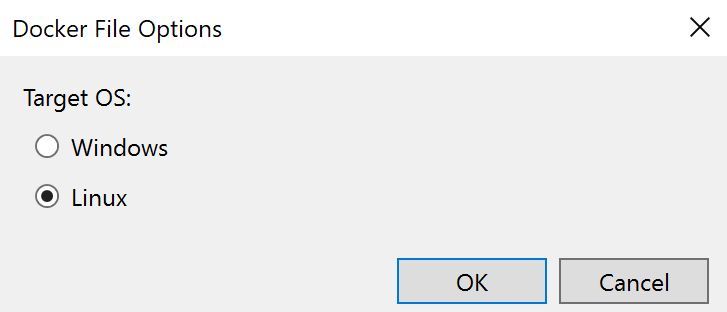 Docker File Options
Target OS:
Windows
Linux
OK Cancel